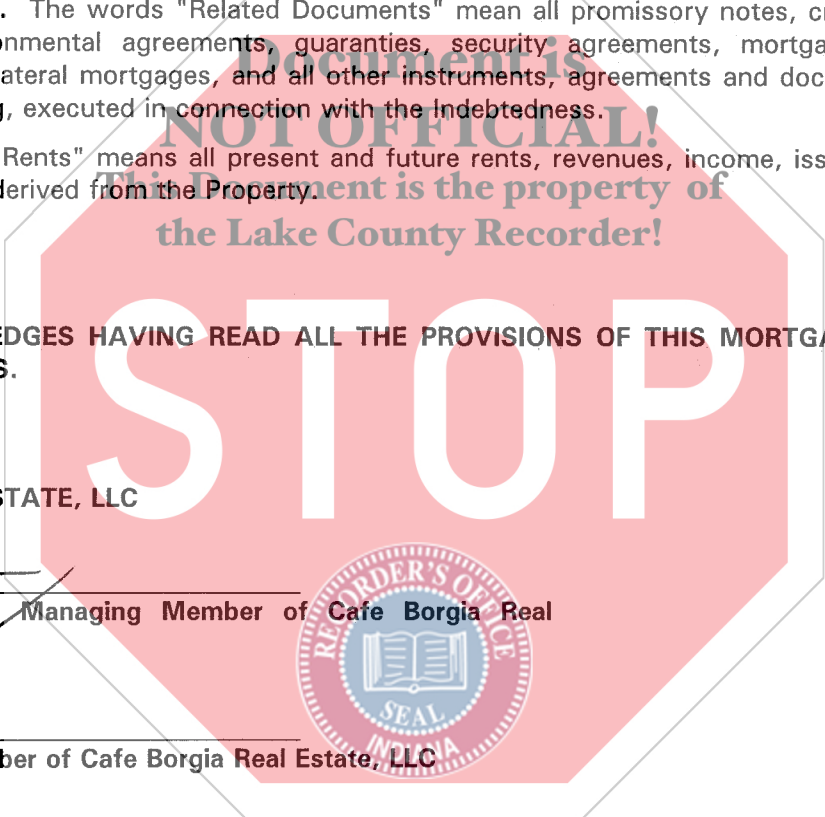 . The words "Related Documents" mean all promissory notes,
onmental agreements, guaranties, security agreements,
Document is
ateral mortgages, and all other instruments, agreements and
, executed in connection with the Indebtedness.
NOT OFFICIAL!
Rents" means all present and future rents, revenues, income,
This Document is the property of
derived from the Property.
the Lake County Recorder!
STOP
EDGES HAVING READ ALL THE PROVISIONS OF THIS MORTGA
S.
STATE, LLC
Managing Member of Cafe Borgia Real
RECORDER'S OFFICE
SEAL
INDIANA
ber of Cafe Borgia Real Estate, LLC